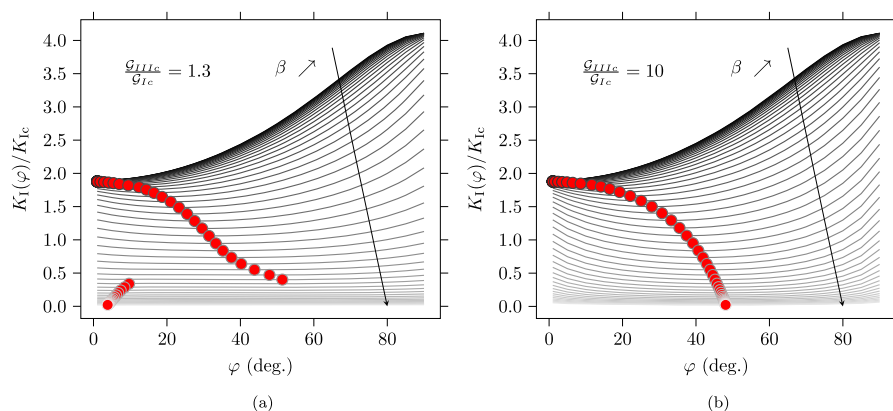 4.0
3.5
3.0
2.5
2.0
1.5
1.0
0.5
0.0
K_I(φ)/K_Ic
𝒢_IIIc/𝒢_Ic = 1.3
β ↗
0 20 40 60 80
φ (deg.)
(a)
4.0
3.5
3.0
2.5
2.0
1.5
1.0
0.5
0.0
K_I(φ)/K_Ic
𝒢_IIIc/𝒢_Ic = 10
β ↗
0 20 40 60 80
φ (deg.)
(b)